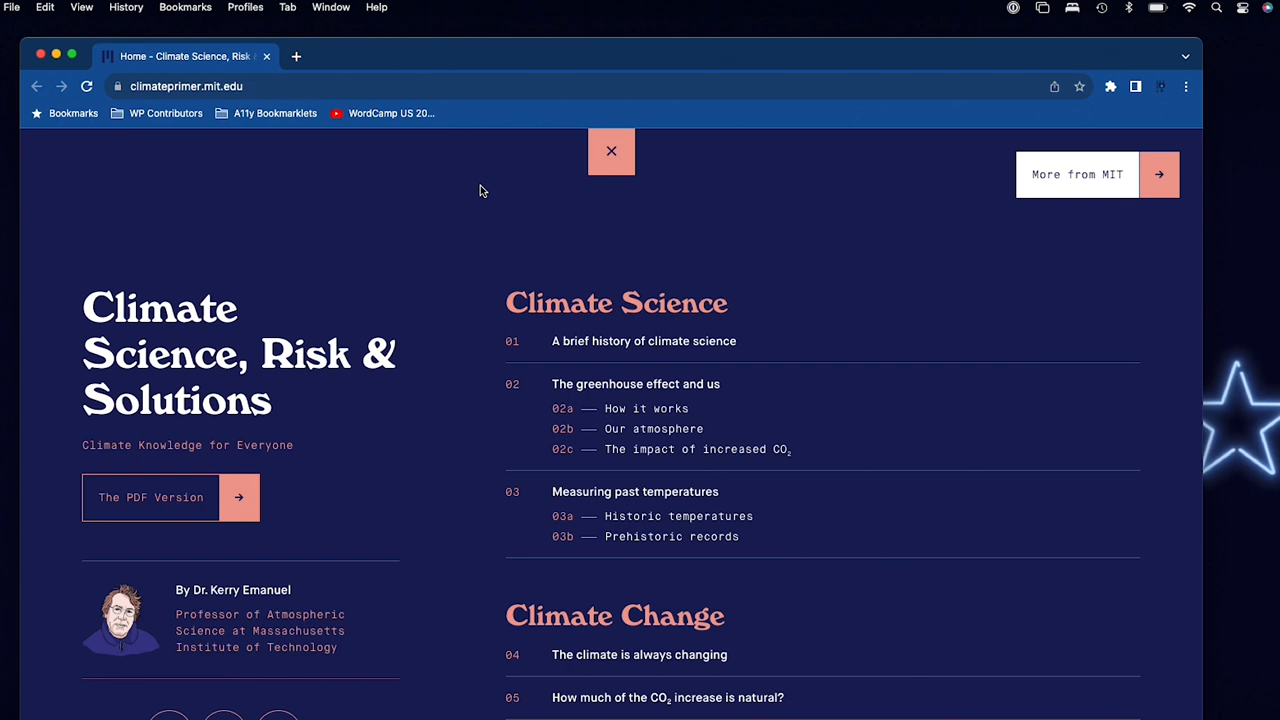 File Edit View History Bookmarks Profiles Tab Window Help
Home - Climate Science, Risk
climateprimer.mit.edu
Bookmarks WP Contributors A11y Bookmarklets WordCamp US 20...
More from MIT
Climate
Science, Risk &
Solutions
Climate Knowledge for Everyone
The PDF Version
By Dr. Kerry Emanuel
Professor of Atmospheric
Science at Massachusetts
Institute of Technology
Climate Science
01 A brief history of climate science
02 The greenhouse effect and us
02a — How it works
02b — Our atmosphere
02c — The impact of increased CO₂
03 Measuring past temperatures
03a — Historic temperatures
03b — Prehistoric records
Climate Change
04 The climate is always changing
05 How much of the CO₂ increase is natural?